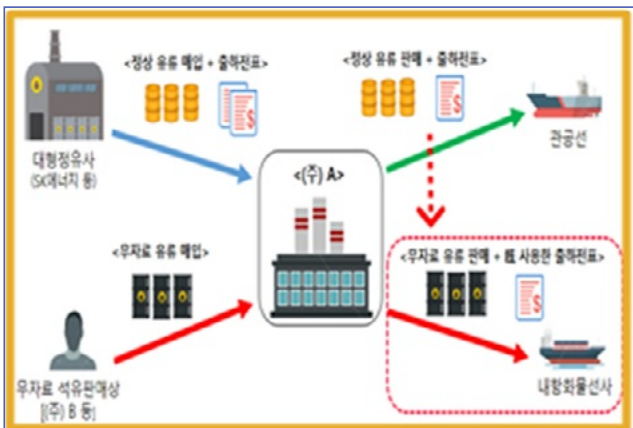 <정상 유류 매입 + 출하전표>
<정상 유류 판매 + 출하전표>
대형정유사
(SK에너지 등)
관공선
<(주) A>
<무자료 유류 매입>
<무자료 유류 판매 + 旣 사용한 출하전표>
무자료 석유판매상
[(주) B 등]
내항화물선사